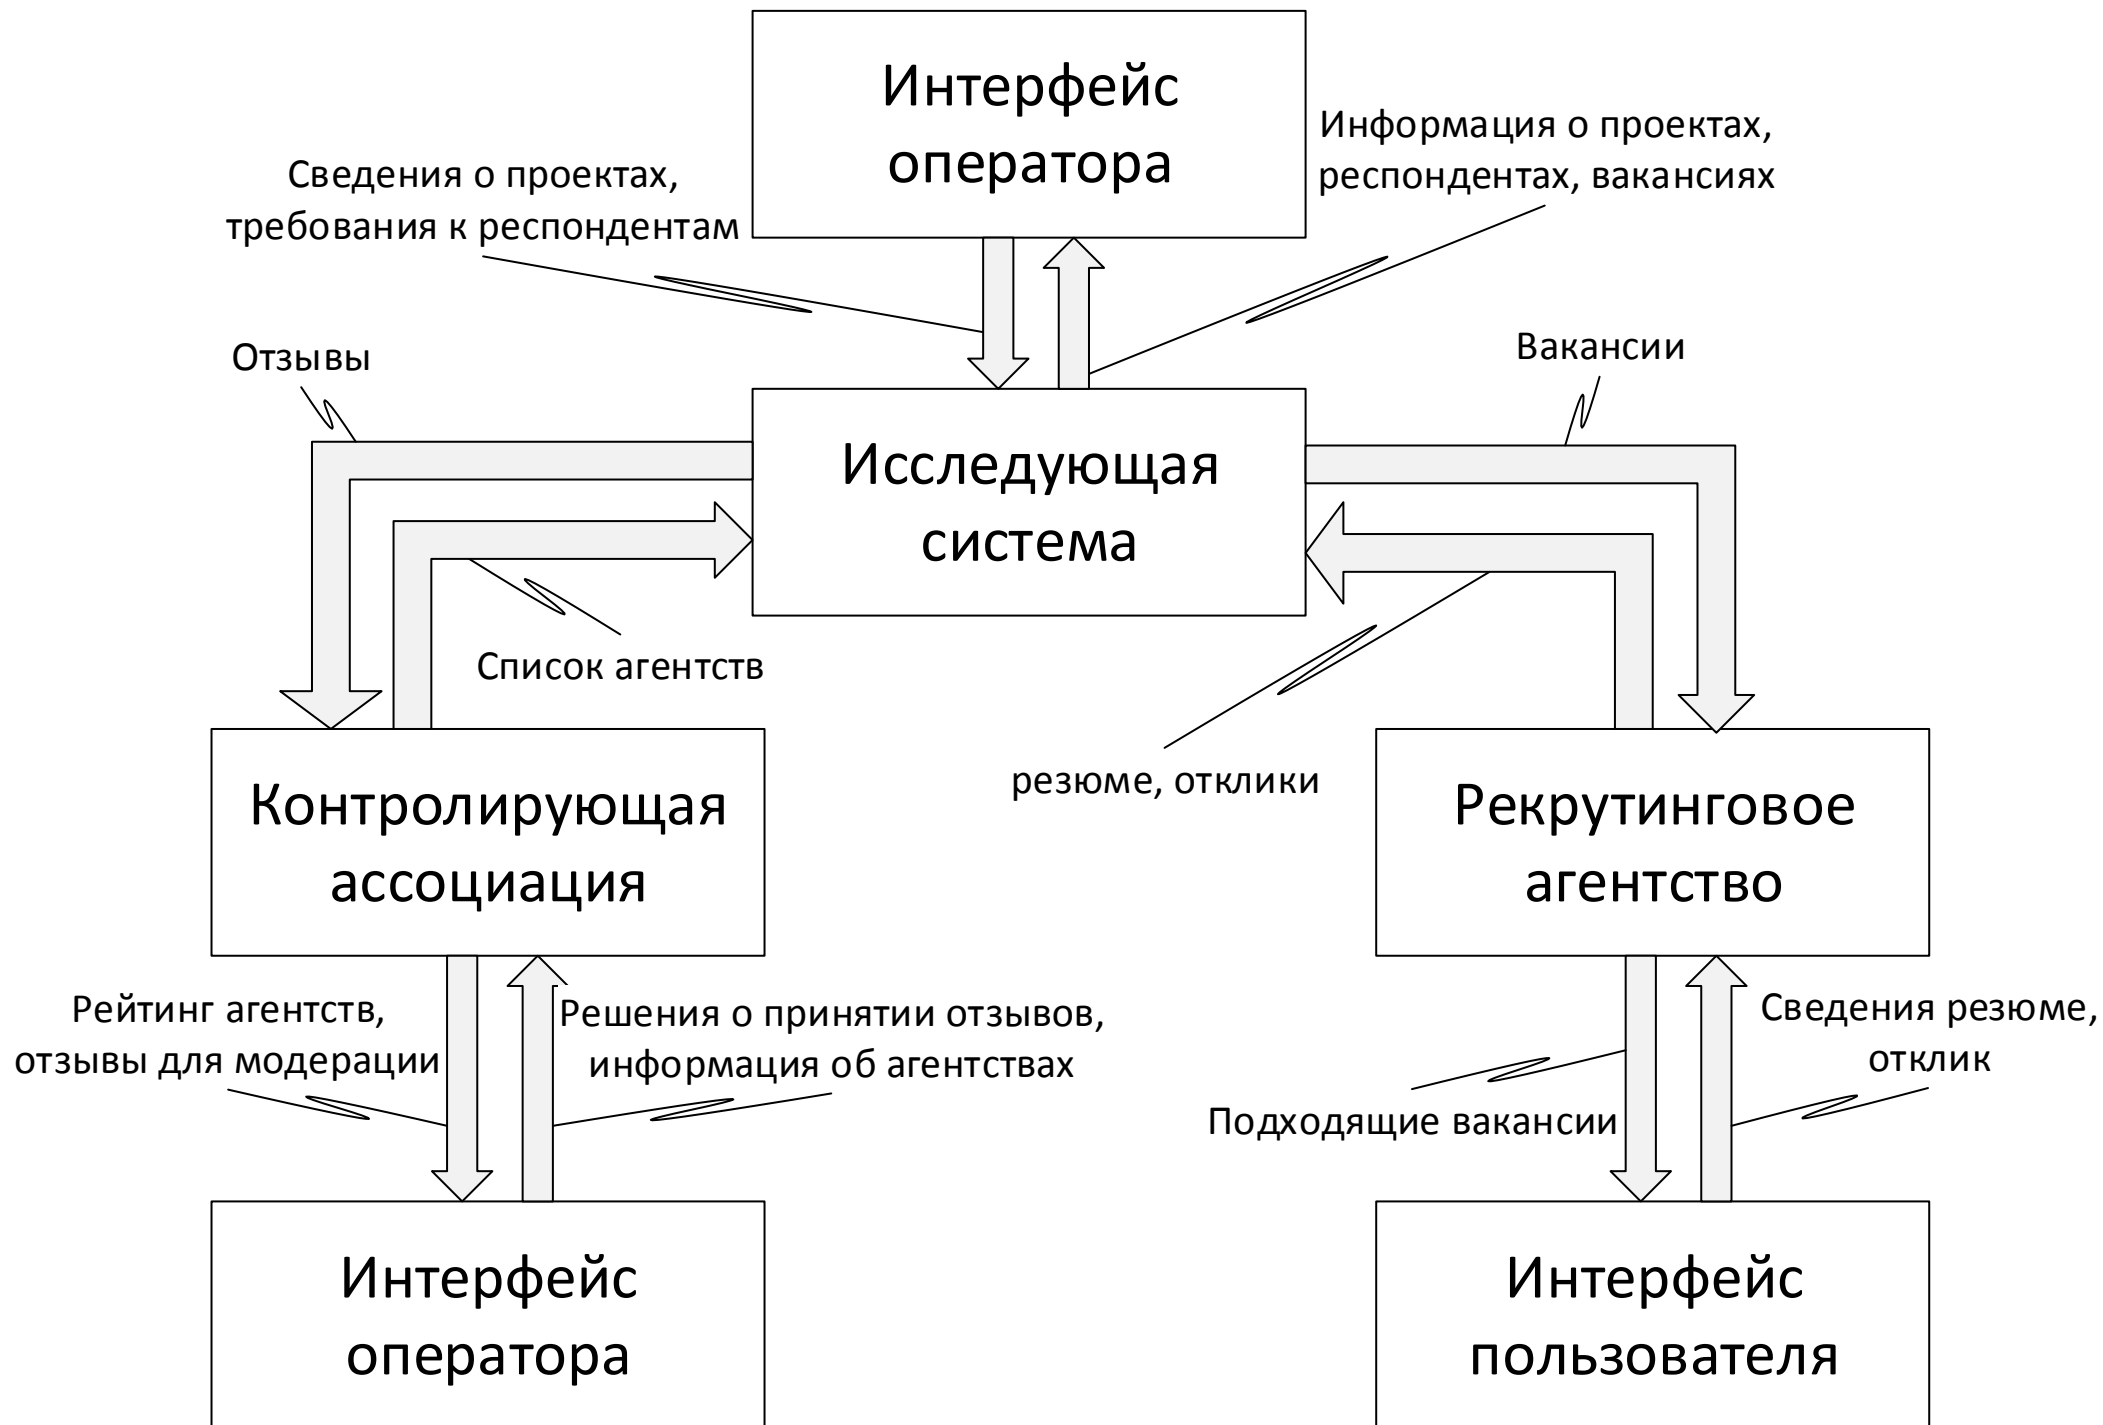 Интерфейс
оператора
Сведения о проектах,
требования к респондентам
Информация о проектах,
респондентах, вакансиях
Отзывы
Вакансии
Исследующая
система
Список агентств
резюме, отклики
Контролирующая
ассоциация
Рекрутинговое
агентство
Рейтинг агентств,
отзывы для модерации
Решения о принятии отзывов,
информация об агентствах
Подходящие вакансии
Сведения резюме,
отклик
Интерфейс
оператора
Интерфейс
пользователя